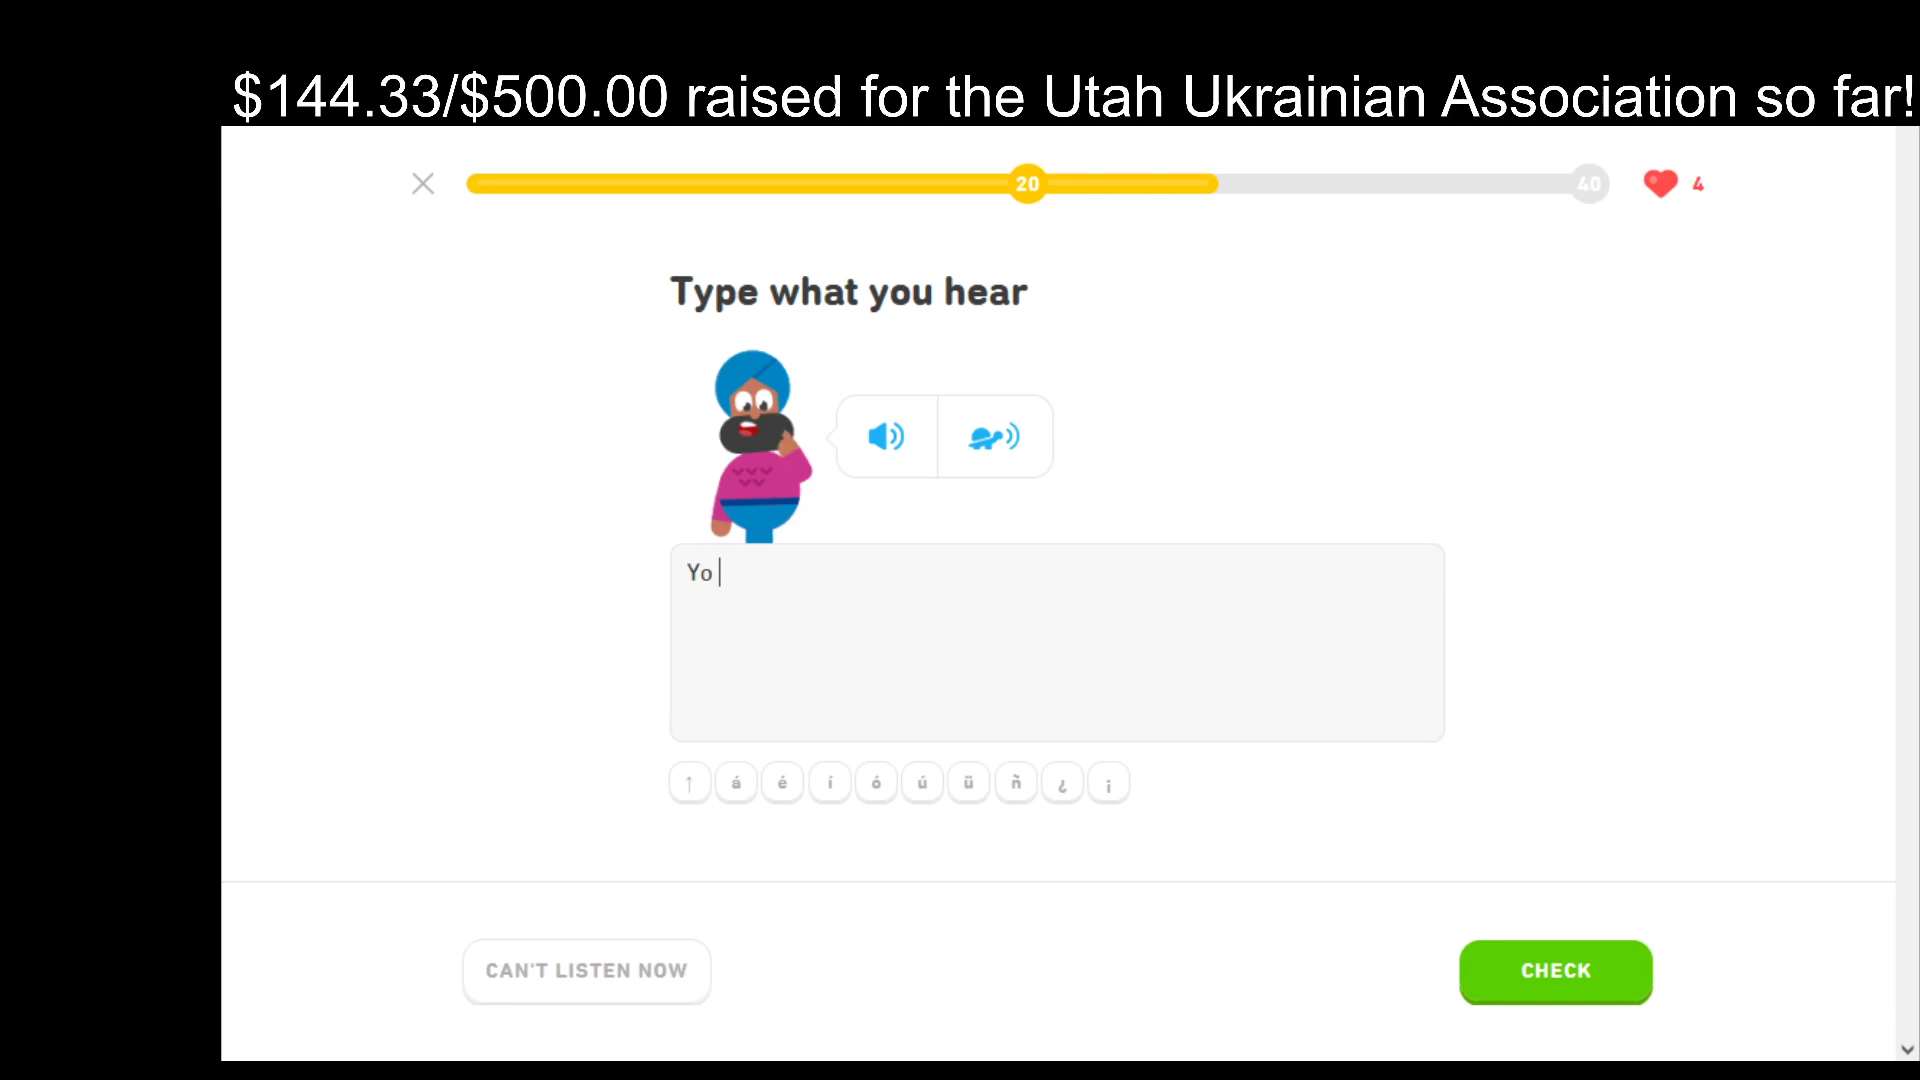 $144.33/$500.00 raised for the Utah Ukrainian Association so far!
20
40
4
Type what you hear
Yo
↑ á é í ó ú ü ñ ¿ ¡
CAN'T LISTEN NOW
CHECK